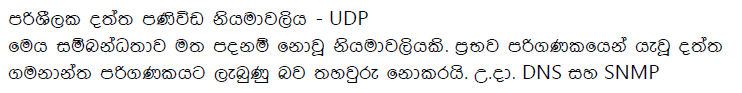 පරිශීලක දත්ත පණිවිඩ නියමාවලිය - UDP
මෙය සම්බන්ධතාව මත පදනම් නොවූ නියමාවලියකි. ප්‍රභව පරිගණකයෙන් යැවූ දත්ත
ගමනාන්ත පරිගණකයට ලැබුණු බව තහවුරු නොකරයි. උ.දා. DNS සහ SNMP